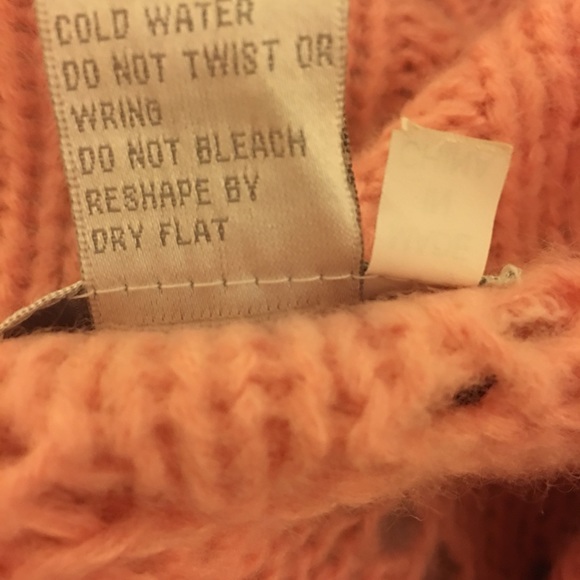 COLD WATER
DO NOT TWIST OR
WRING
DO NOT BLEACH
RESHAPE BY
DRY FLAT